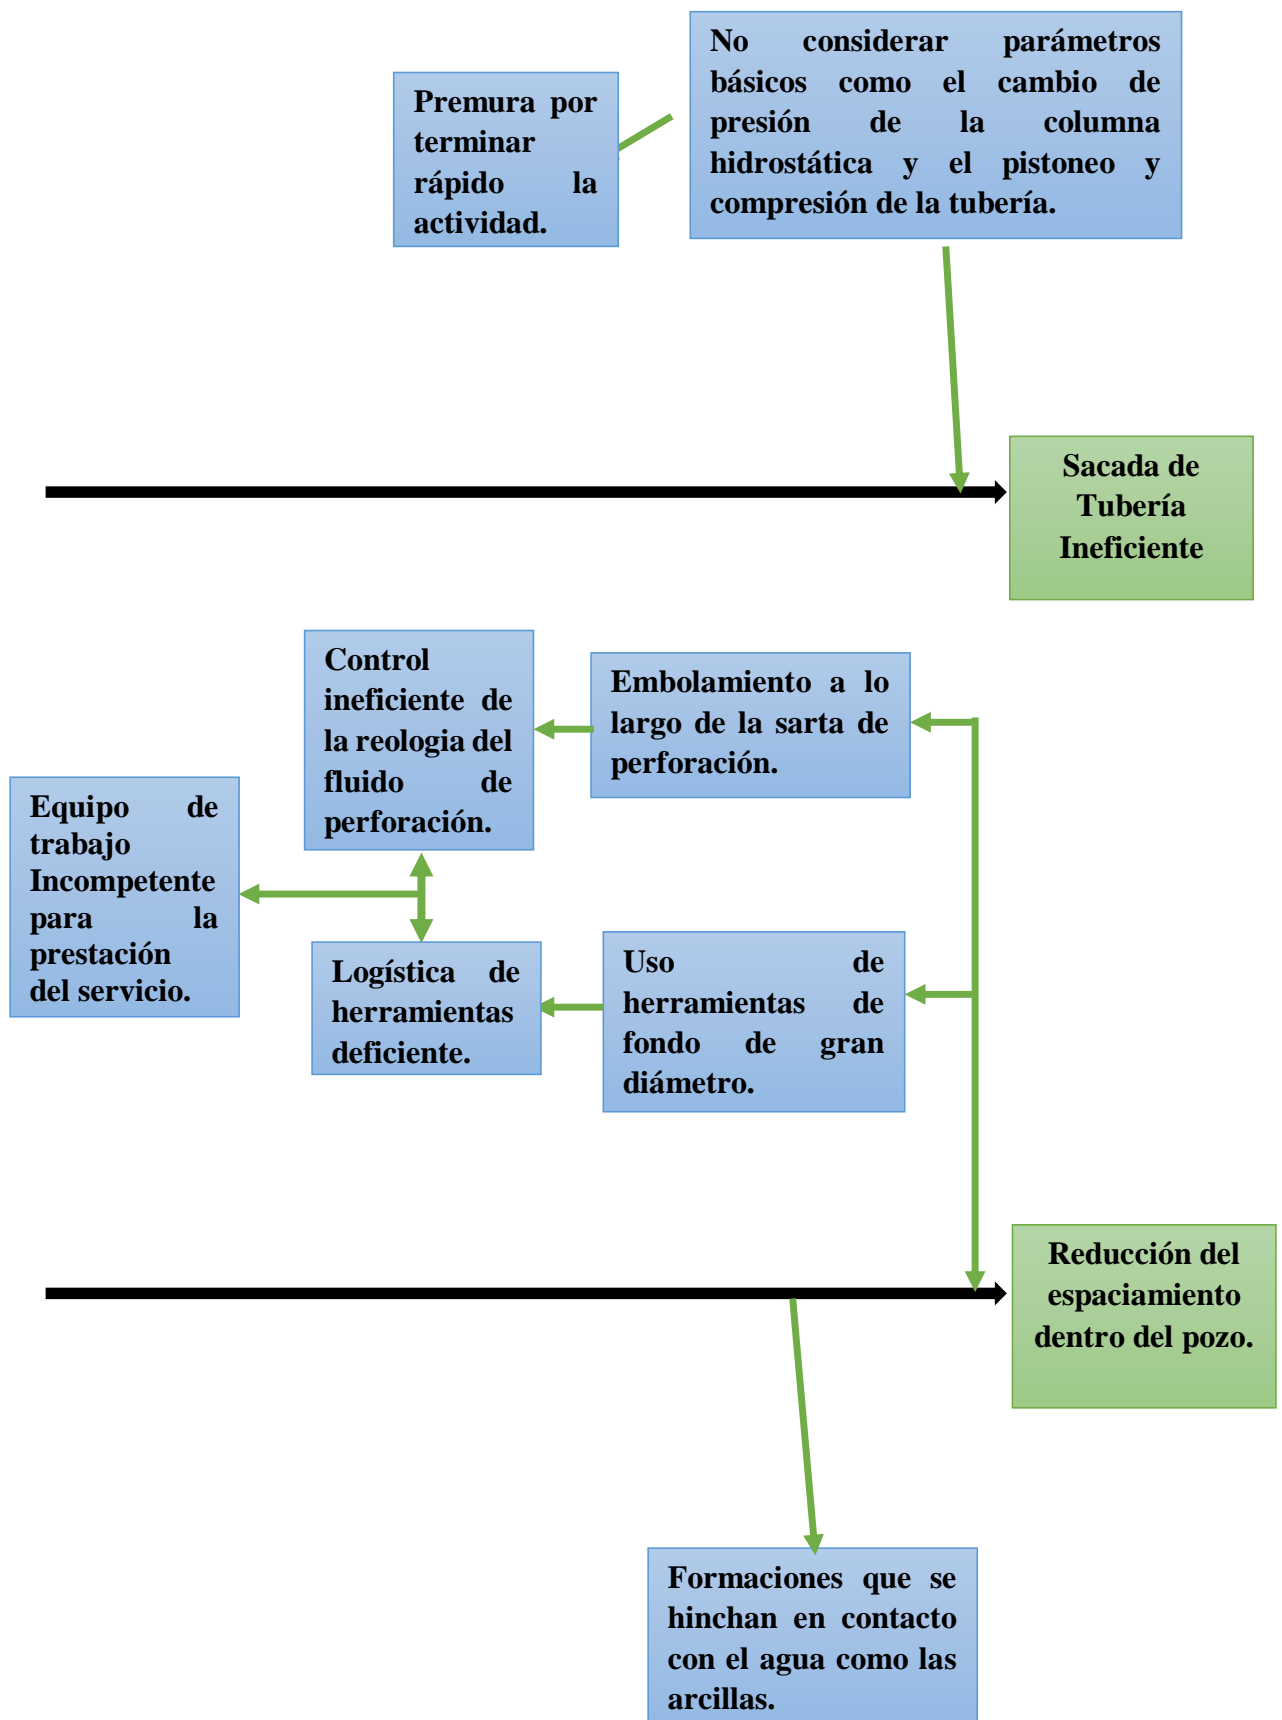 Premura por
terminar
rápido la
actividad.
No considerar parámetros
básicos como el cambio de
presión de la columna
hidrostática y el pistoneo y
compresión de la tubería.
Sacada de
Tubería
Ineficiente
Control
ineficiente de
la reologia del
fluido de
perforación.
Embolamiento a lo
largo de la sarta de
perforación.
Equipo de
trabajo
Incompetente
para la
prestación
del servicio.
Logística de
herramientas
deficiente.
Uso de
herramientas de
fondo de gran
diámetro.
Reducción del
espaciamiento
dentro del pozo.
Formaciones que se
hinchan en contacto
con el agua como las
arcillas.